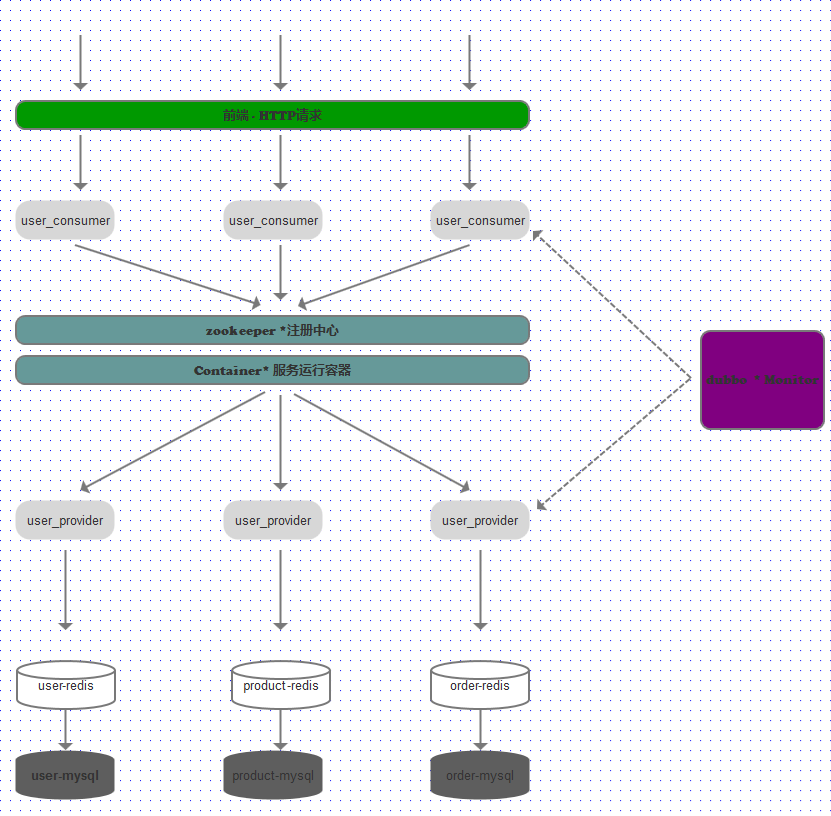 前端 - HTTP请求
user_consumer
user_consumer
user_consumer
zookeeper *注册中心
Container* 服务运行容器
user_provider
user_provider
user_provider
user-redis
product-redis
order-redis
user-mysql
product-mysql
order-mysql